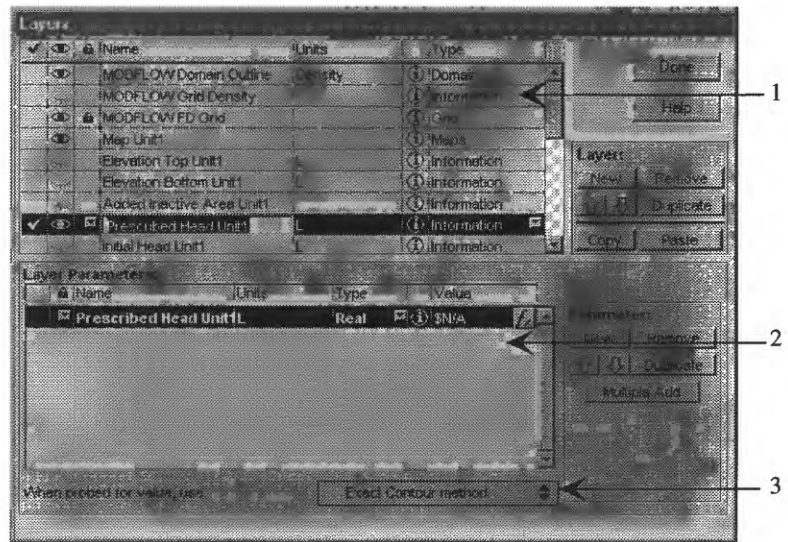 Layers
Name Units Type
MODFLOW Domain Outline Density Domain
MODFLOW Grid Density Information
MODFLOW FD Grid Grid
Map Unit1 Maps
Elevation Top Unit1 L Information
Elevation Bottom Unit1 L Information
Added Inactive Area Unit1 Information
Prescribed Head Unit1 L Information
Initial Head Unit1 L Information
Done
Help
1
Layer:
New Remove
Duplicate
Copy Paste
Layer Parameters:
Name Units Type Value
Prescribed Head Unit1 L Real $N/A fx
Parameter:
New Remove
Duplicate
Multiple Add
2
When probed for value, use Exact Contour method
3